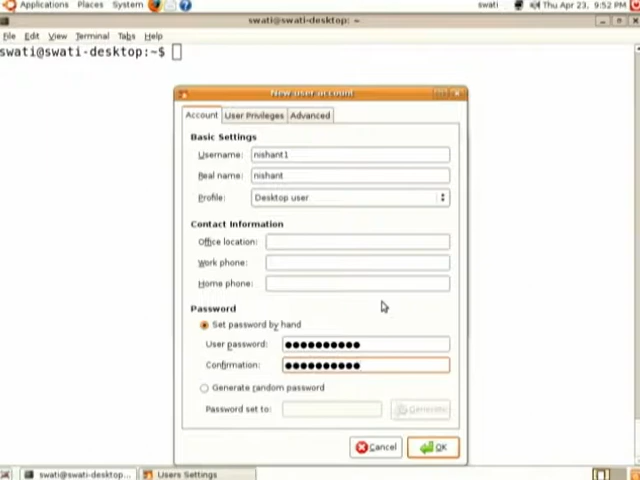 Applications Places System swati Thu Apr 23, 9:52 PM
swati@swati-desktop: ~
File Edit View Terminal Tabs Help
swati@swati-desktop:~$
New user account
Account User Privileges Advanced
Basic Settings
Username: nishant1
Real name: nishant
Profile: Desktop user
Contact Information
Office location:
Work phone:
Home phone:
Password
Set password by hand
User password: ●●●●●●●●●●
Confirmation: ●●●●●●●●●●
Generate random password
Password set to: Generate
Cancel OK
swati@swati-desktop... Users Settings